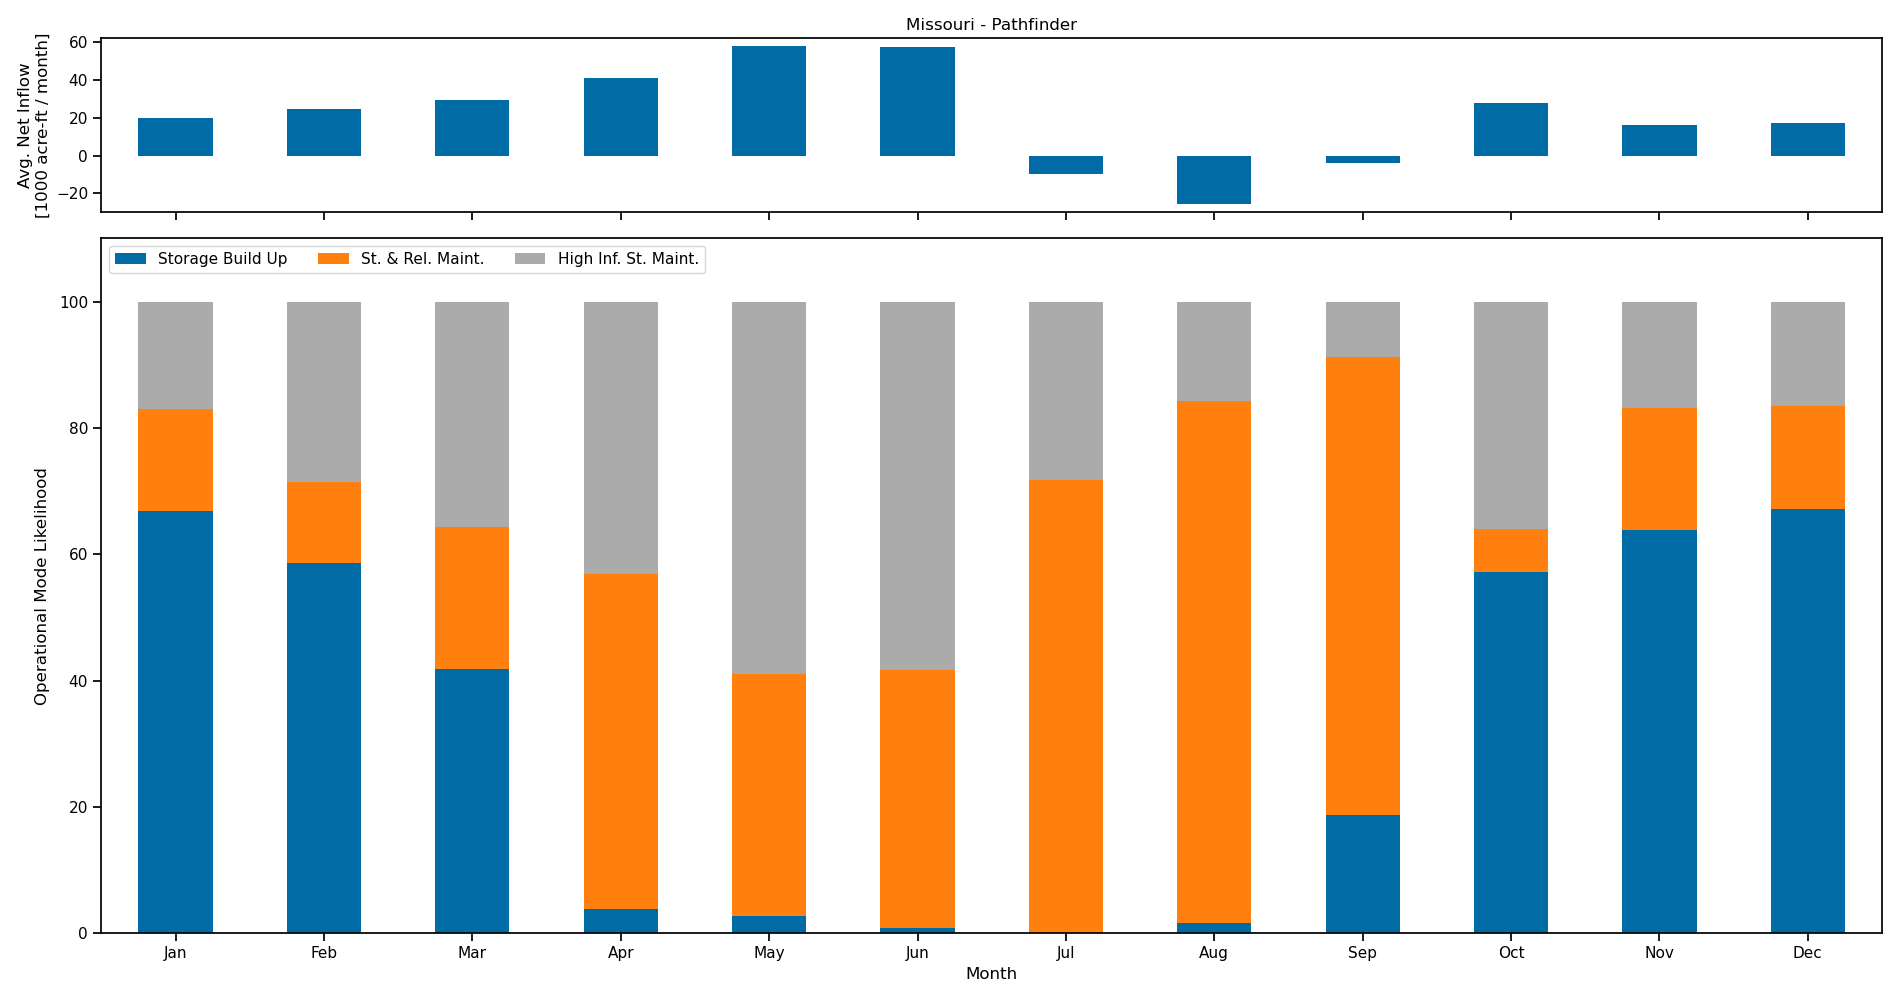 Missouri - Pathfinder
Avg. Net Inflow
[1000 acre-ft / month]
60
40
20
0
−20
Storage Build Up
St. & Rel. Maint.
High Inf. St. Maint.
Operational Mode Likelihood
100
80
60
40
20
0
Jan
Feb
Mar
Apr
May
Jun
Jul
Aug
Sep
Oct
Nov
Dec
Month